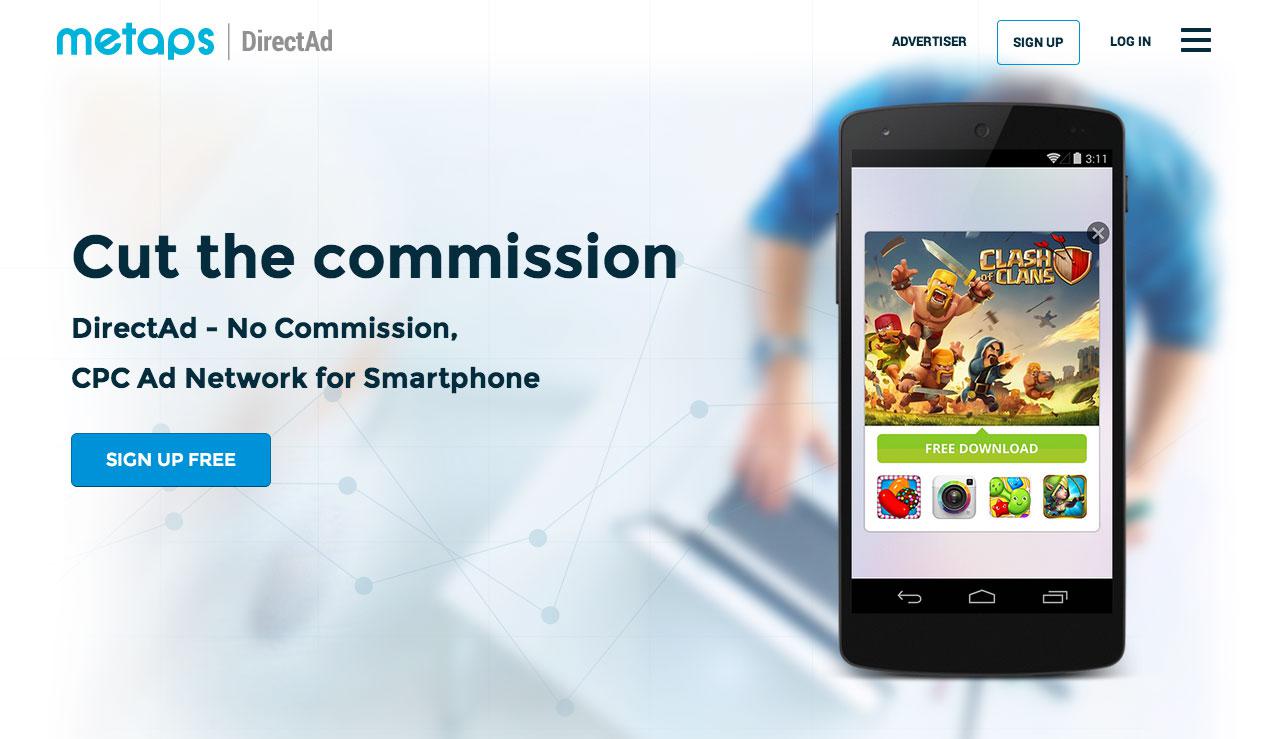 metaps | DirectAd
ADVERTISER
SIGN UP
LOG IN
Cut the commission
DirectAd - No Commission,
CPC Ad Network for Smartphone
SIGN UP FREE
3:11
CLASH
OF CLANS
FREE DOWNLOAD